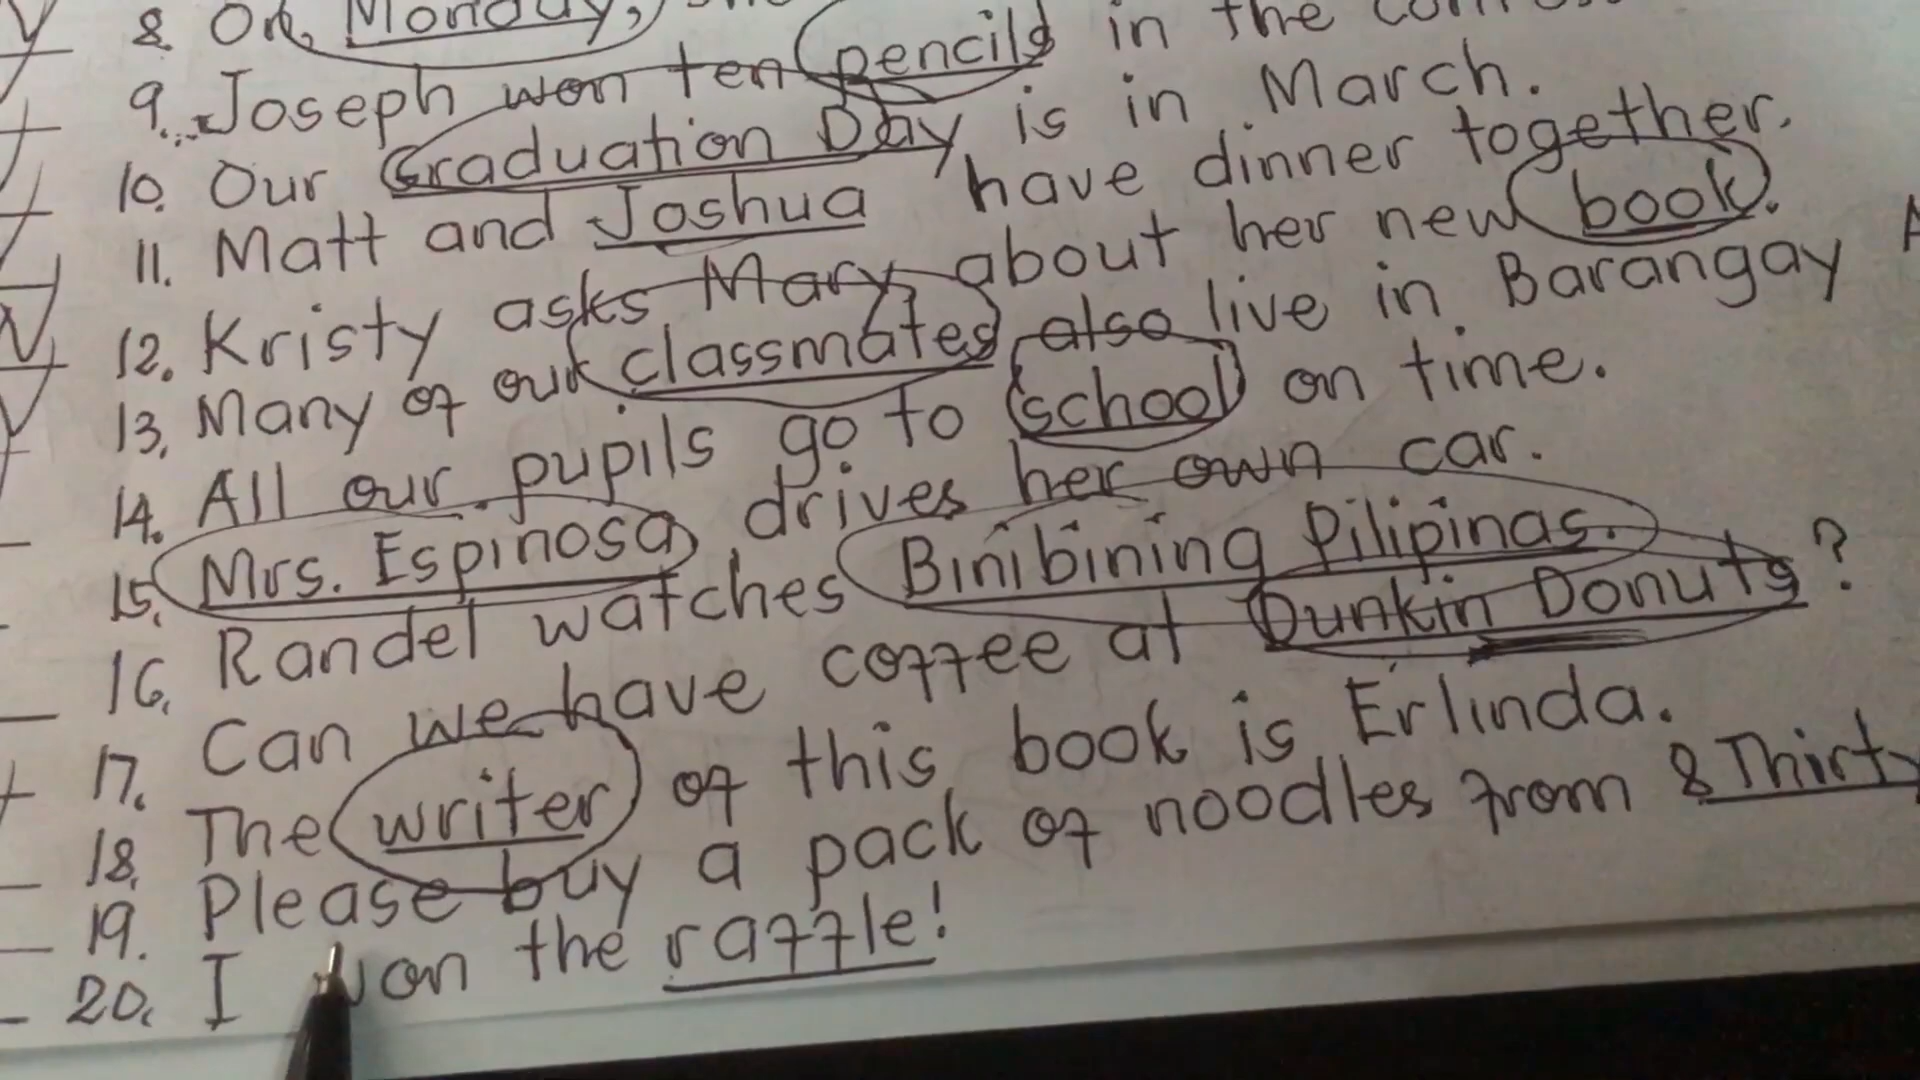 8. On Monday,
9. Joseph won ten pencils in the
10. Our Graduation Day is in March.
11. Matt and Joshua have dinner together.
12. Kristy asks Mary about her new book.
13. Many of our classmates also live in Barangay
14. All our pupils go to school on time.
15. Mrs. Espinosa drives her own car.
16. Randel watches Binibining Pilipinas.
17. Can we have coffee at Dunkin Donuts?
18. The writer of this book is Erlinda.
19. Please buy a pack of noodles from 8 Thirty
20. I won the raffle!